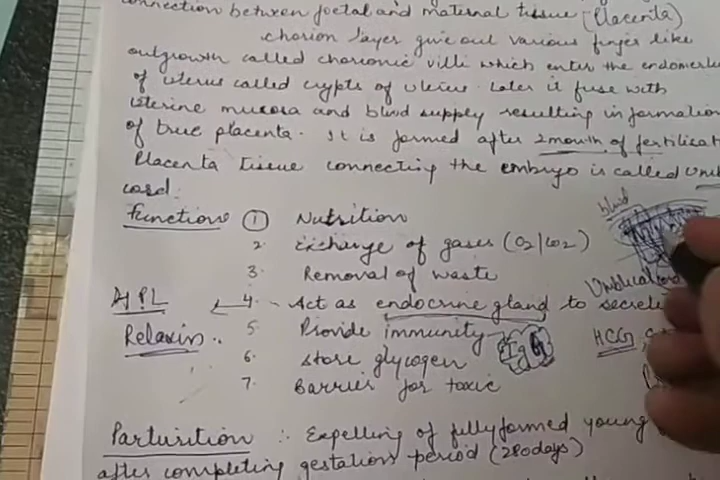 connection between foetal and maternal tissue (Placenta)
chorion layer give out various finger like
outgrowth called chorionic villi which enter the
of uterus called crypts of uterus. Later it fuse with
uterine mucosa and blood supply resulting in formation
of true placenta. It is formed after 2 month of
Placenta tissue connecting the embryo is called
cord.
Functions 1 Nutrition
2. Exchange of gases (O2/CO2)
blood
3. Removal of waste
Umbilical cord
HPL 4. Act as endocrine gland to
Relaxin 5. Provide immunity IgG HCG
6. Store glycogen
7. Barrier for toxic
Parturition :- Expelling of fully formed young
after completing gestation period (280 days)